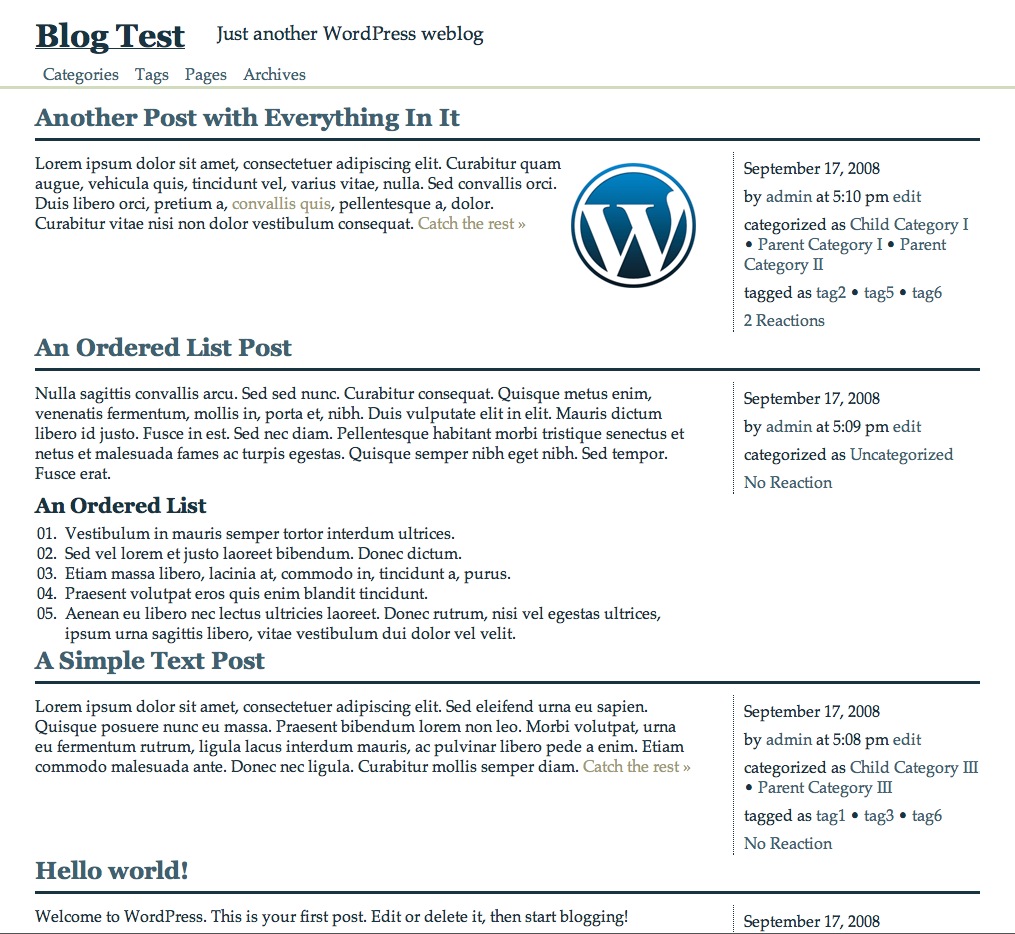 Blog Test
Just another WordPress weblog
Categories Tags Pages Archives
Another Post with Everything In It
Lorem ipsum dolor sit amet, consectetuer adipiscing elit. Curabitur quam
augue, vehicula quis, tincidunt vel, varius vitae, nulla. Sed convallis orci.
Duis libero orci, pretium a, convallis quis, pellentesque a, dolor.
Curabitur vitae nisi non dolor vestibulum consequat. Catch the rest »
W
September 17, 2008
by admin at 5:10 pm edit
categorized as Child Category I
• Parent Category I • Parent
Category II
tagged as tag2 • tag5 • tag6
2 Reactions
An Ordered List Post
Nulla sagittis convallis arcu. Sed sed nunc. Curabitur consequat. Quisque metus enim,
venenatis fermentum, mollis in, porta et, nibh. Duis vulputate elit in elit. Mauris dictum
libero id justo. Fusce in est. Sed nec diam. Pellentesque habitant morbi tristique senectus et
netus et malesuada fames ac turpis egestas. Quisque semper nibh eget nibh. Sed tempor.
Fusce erat.
An Ordered List
01. Vestibulum in mauris semper tortor interdum ultrices.
02. Sed vel lorem et justo laoreet bibendum. Donec dictum.
03. Etiam massa libero, lacinia at, commodo in, tincidunt a, purus.
04. Praesent volutpat eros quis enim blandit tincidunt.
05. Aenean eu libero nec lectus ultricies laoreet. Donec rutrum, nisi vel egestas ultrices,
ipsum urna sagittis libero, vitae vestibulum dui dolor vel velit.
September 17, 2008
by admin at 5:09 pm edit
categorized as Uncategorized
No Reaction
A Simple Text Post
Lorem ipsum dolor sit amet, consectetuer adipiscing elit. Sed eleifend urna eu sapien.
Quisque posuere nunc eu massa. Praesent bibendum lorem non leo. Morbi volutpat, urna
eu fermentum rutrum, ligula lacus interdum mauris, ac pulvinar libero pede a enim. Etiam
commodo malesuada ante. Donec nec ligula. Curabitur mollis semper diam. Catch the rest »
September 17, 2008
by admin at 5:08 pm edit
categorized as Child Category III
• Parent Category III
tagged as tag1 • tag3 • tag6
No Reaction
Hello world!
Welcome to WordPress. This is your first post. Edit or delete it, then start blogging!
September 17, 2008